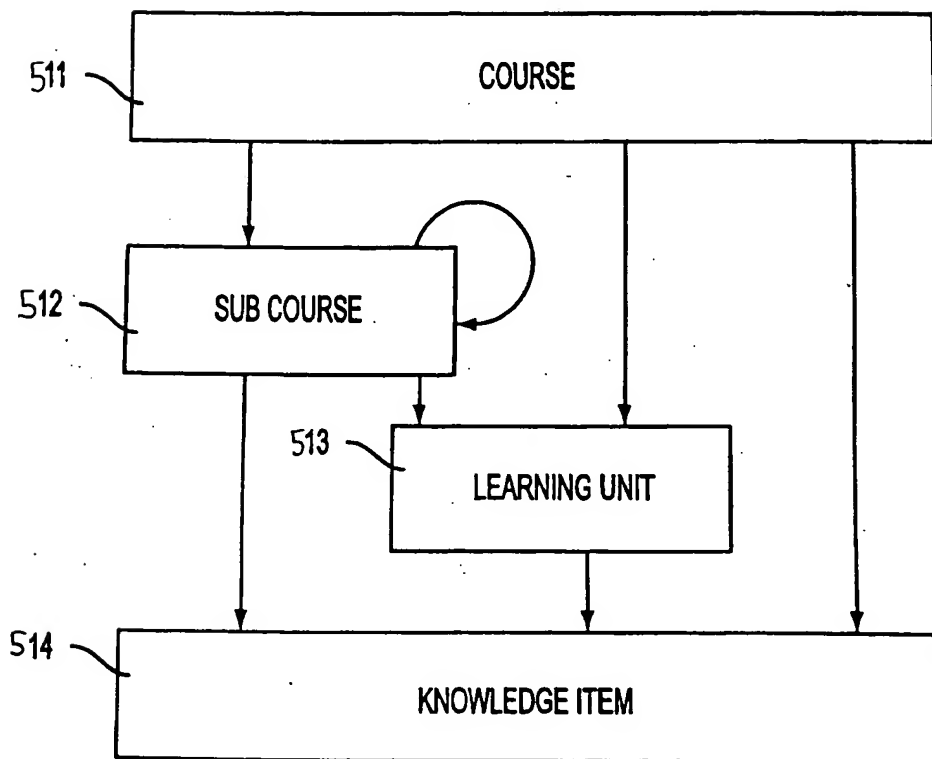 COURSE
511
SUB COURSE
512
513
LEARNING UNIT
514
KNOWLEDGE ITEM